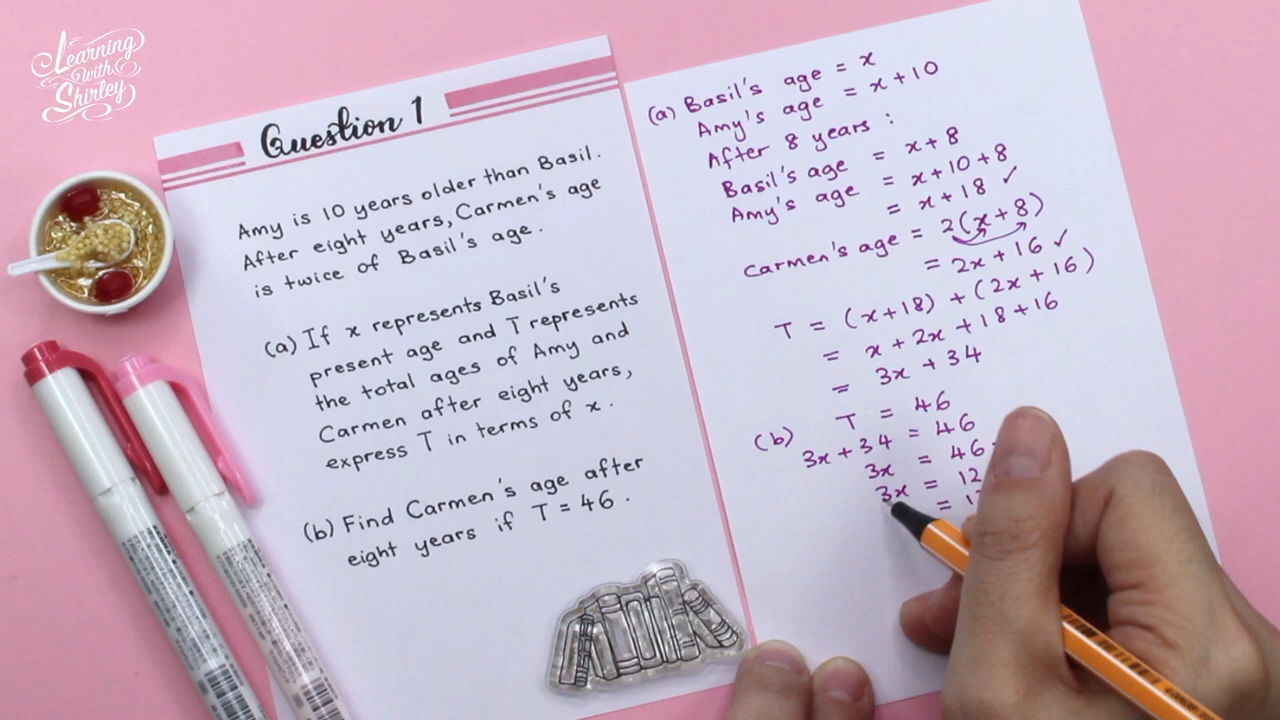 Learning
With
Shirley
Question 1
Amy is 10 years older than Basil.
After eight years, Carmen's age
is twice of Basil's age.
(a) If x represents Basil's
present age and T represents
the total ages of Amy and
Carmen after eight years,
express T in terms of x.
(b) Find Carmen's age after
eight years if T = 46.
(a) Basil's age = x
Amy's age = x + 10
After 8 years :
Basil's age = x + 8
Amy's age = x + 10 + 8
= x + 18 ✓
Carmen's age = 2(x + 8)
= 2x + 16 ✓
T = (x + 18) + (2x + 16)
= x + 2x + 18 + 16
= 3x + 34
(b) T = 46
3x + 34 = 46
3x = 46
3x = 12
=